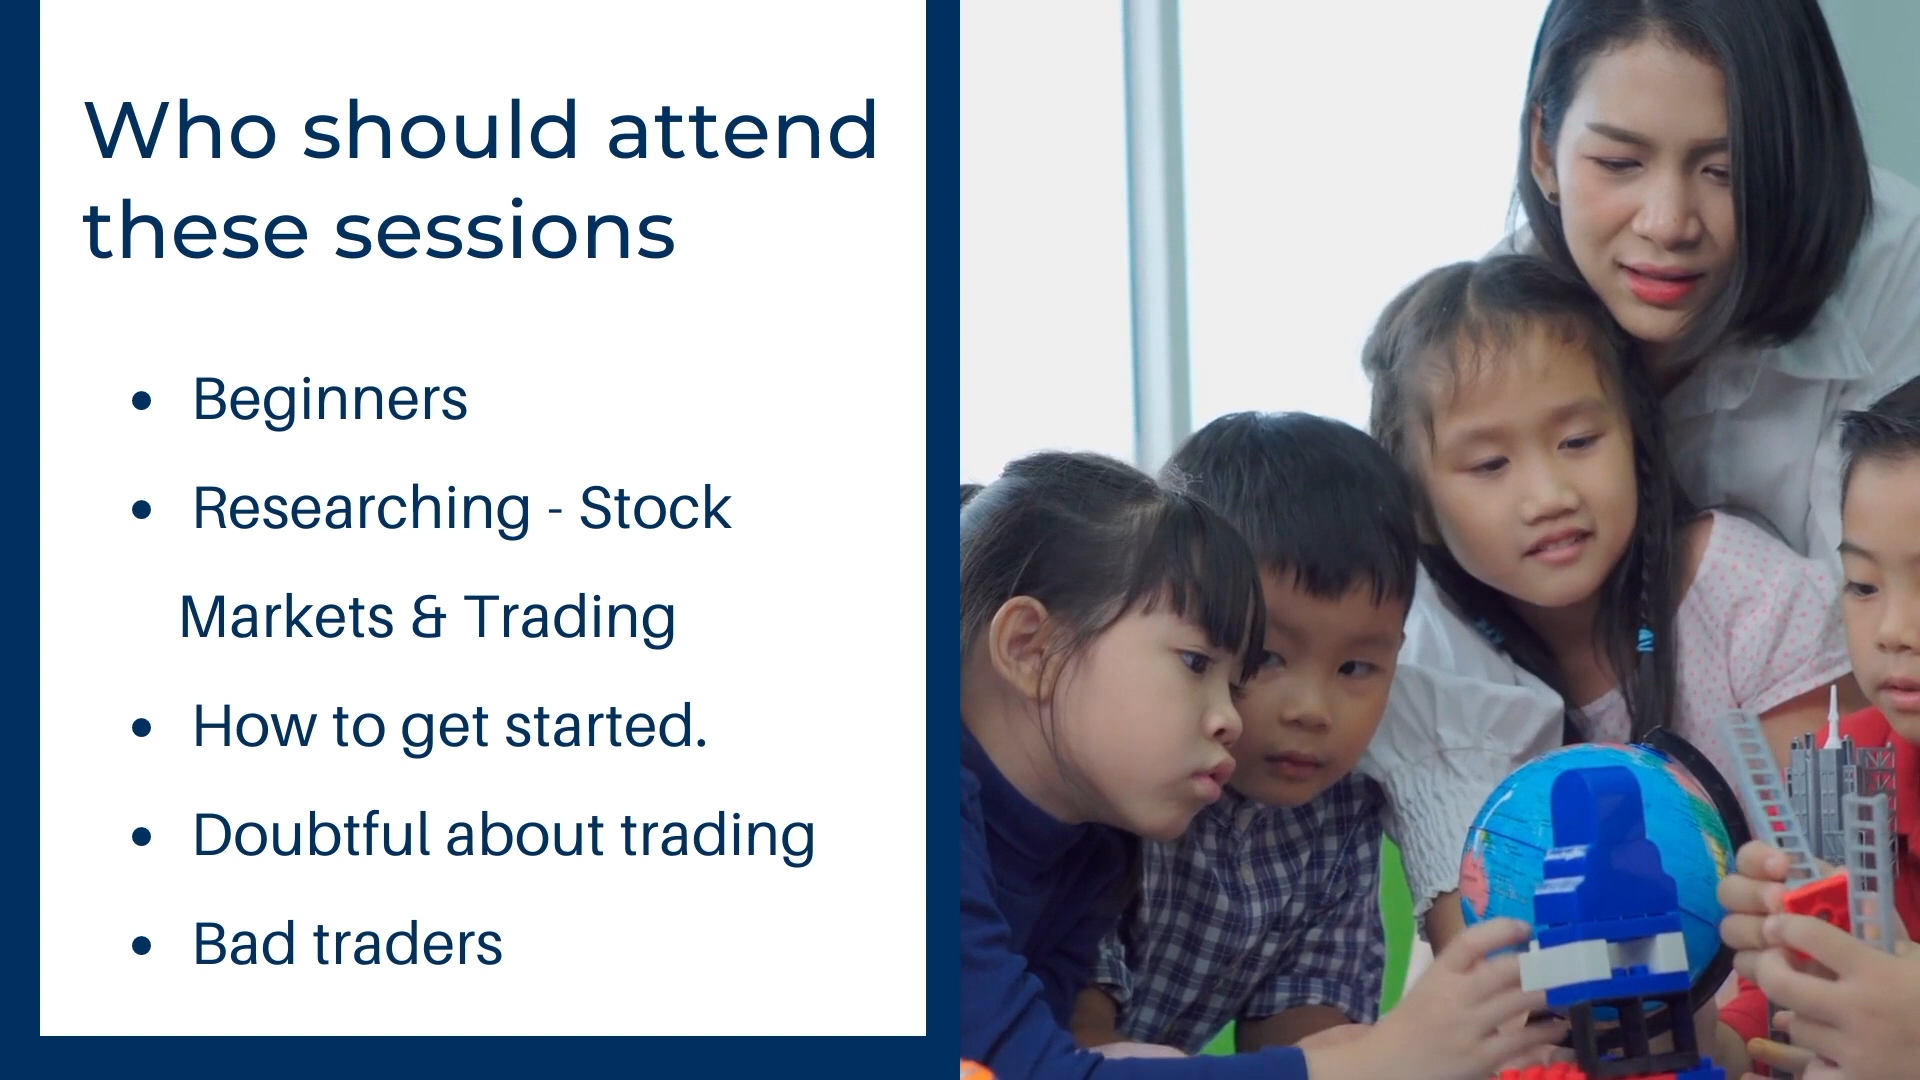 Who should attend
these sessions
• Beginners
• Researching - Stock
Markets & Trading
• How to get started.
• Doubtful about trading
• Bad traders